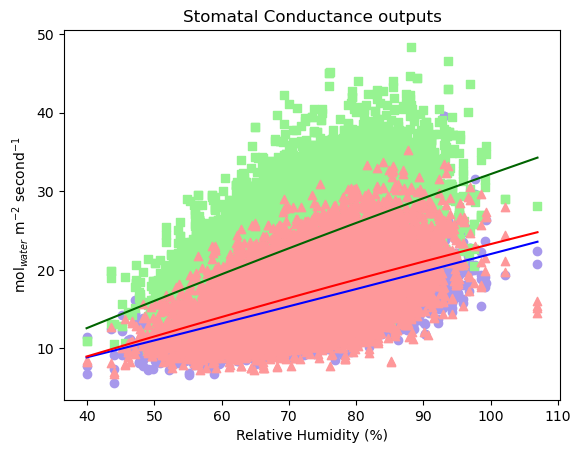 Stomatal Conductance outputs
50
40
30
20
10
mol_water m⁻² second⁻¹
40 50 60 70 80 90 100 110
Relative Humidity (%)